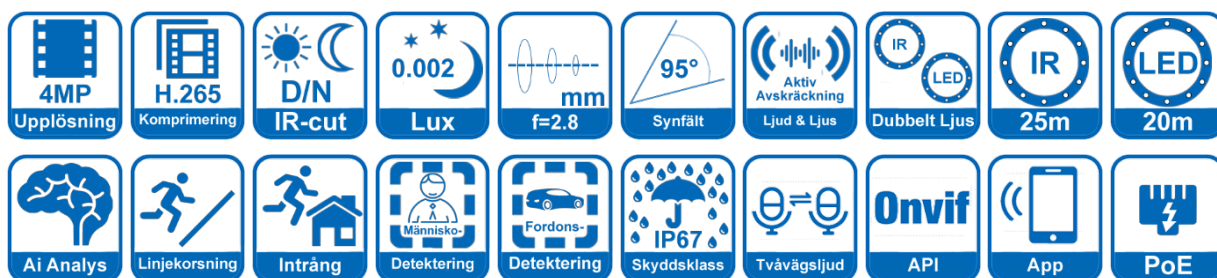 4MP
Upplösning
H.265
Komprimering
D/N
IR-cut
0.002
Lux
mm
f=2.8
95°
Synfält
Aktiv
Avskräckning
Ljud & Ljus
IR
LED
Dubbelt Ljus
IR
25m
LED
20m
Ai Analys
Linjekorsning
Intrång
Människo-
Detektering
Fordons-
Detektering
IP67
Skyddsklass
Tvåvägsljud
Onvif
API
App
PoE